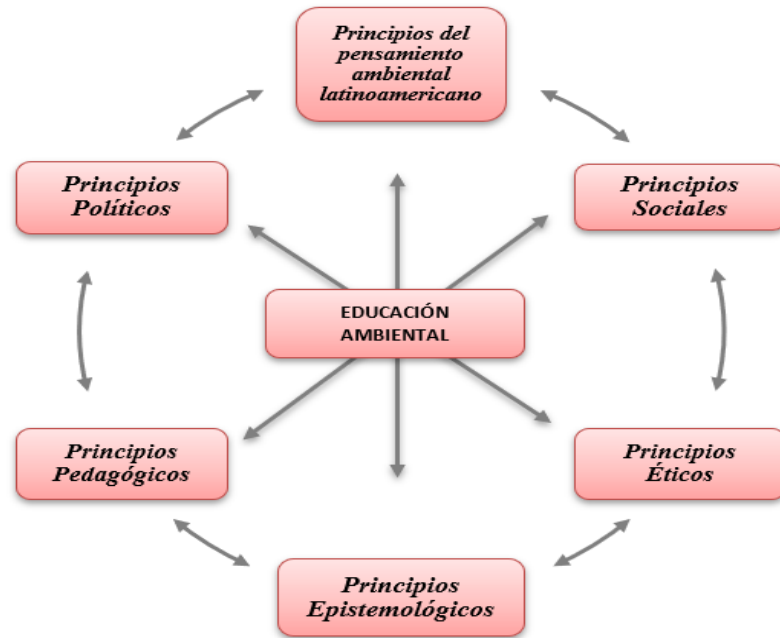 Principios del
pensamiento
ambiental
latinoamericano
Principios
Políticos
Principios
Sociales
EDUCACIÓN
AMBIENTAL
Principios
Pedagógicos
Principios
Éticos
Principios
Epistemológicos